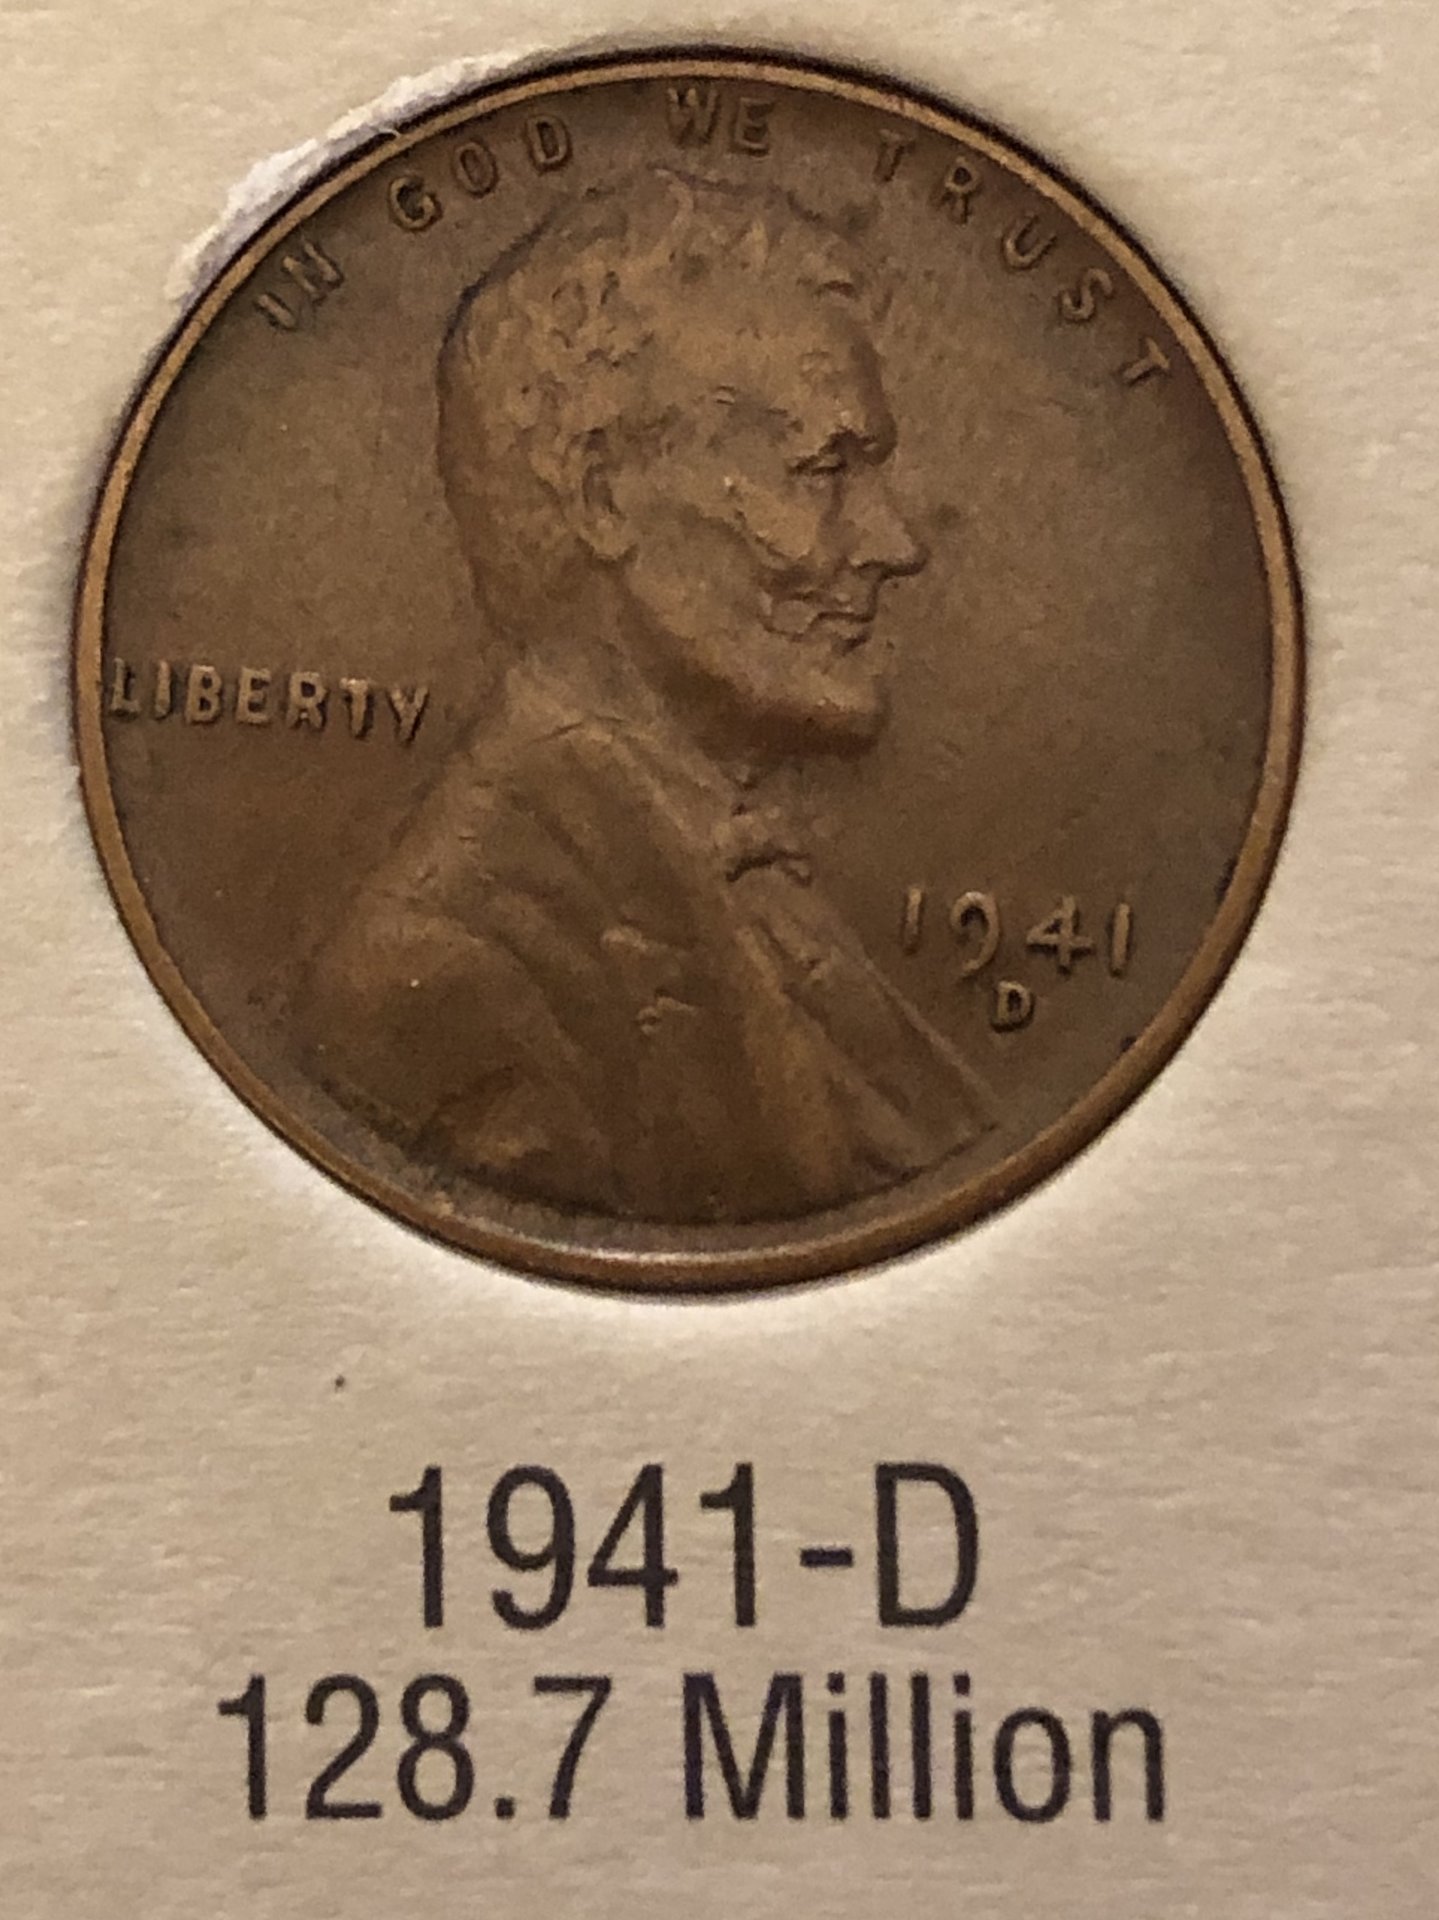 IN GOD WE TRUST
LIBERTY
1941
D
1941-D
128.7 Million